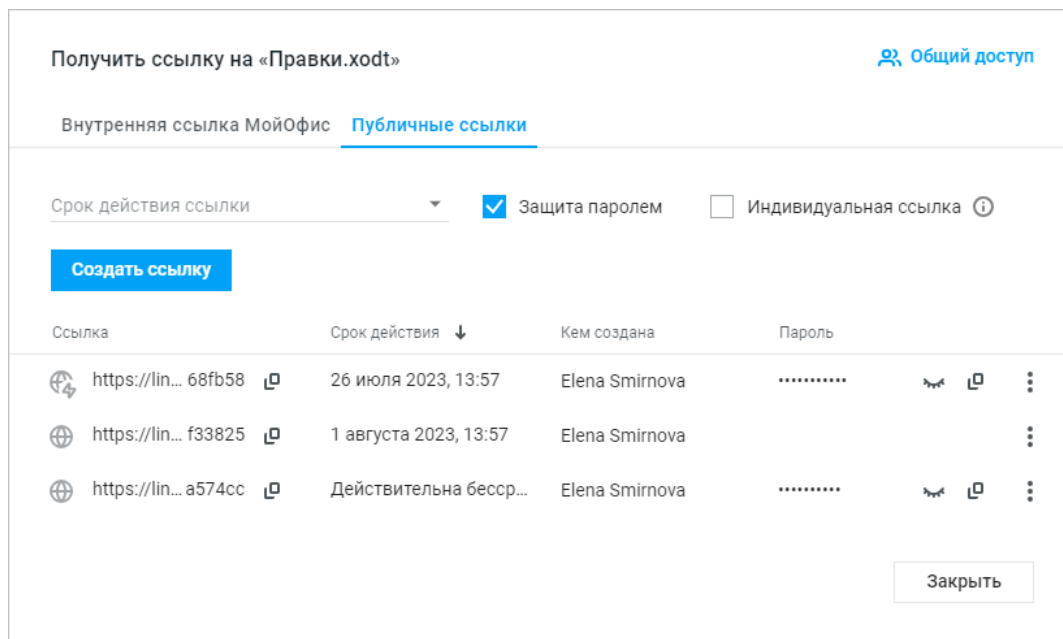 Получить ссылку на «Правки.xodt» Общий доступ
Внутренняя ссылка МойОфис Публичные ссылки
Срок действия ссылки Защита паролем Индивидуальная ссылка
Создать ссылку
Ссылка Срок действия Кем создана Пароль
https://lin... 68fb58 26 июля 2023, 13:57 Elena Smirnova •••••••••••
https://lin... f33825 1 августа 2023, 13:57 Elena Smirnova
https://lin... a574cc Действительна бесср... Elena Smirnova ••••••••••
Закрыть